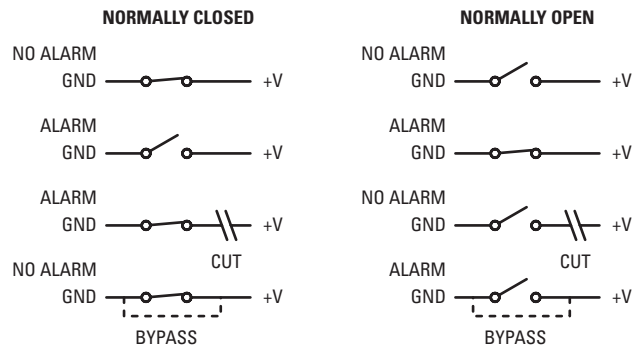 NORMALLY CLOSED
NO ALARM
GND +V
ALARM
GND +V
ALARM
GND +V
CUT
NO ALARM
GND +V
BYPASS
NORMALLY OPEN
NO ALARM
GND +V
ALARM
GND +V
NO ALARM
GND +V
CUT
ALARM
GND +V
BYPASS